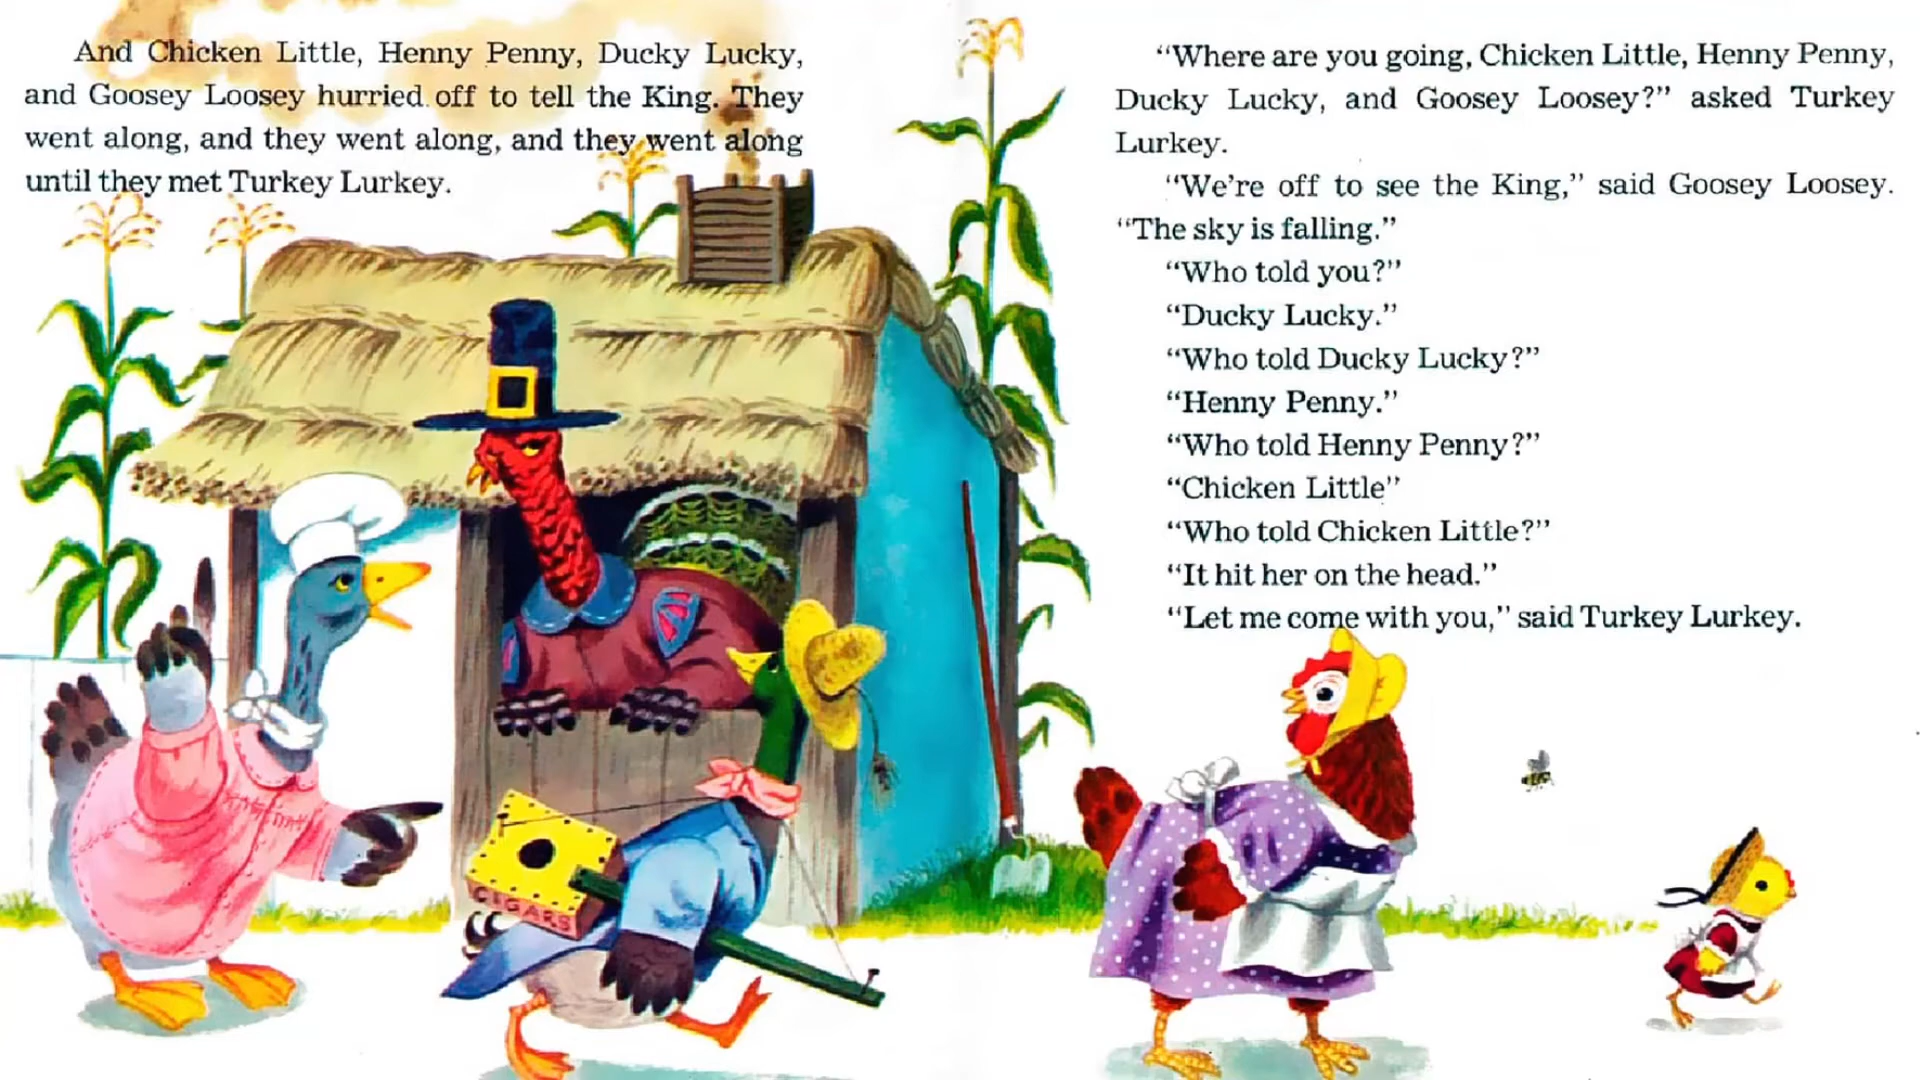 And Chicken Little, Henny Penny, Ducky Lucky,
and Goosey Loosey hurried off to tell the King. They
went along, and they went along, and they went along
until they met Turkey Lurkey.
“Where are you going, Chicken Little, Henny Penny,
Ducky Lucky, and Goosey Loosey?” asked Turkey
Lurkey.
“We're off to see the King,” said Goosey Loosey.
“The sky is falling.”
“Who told you?”
“Ducky Lucky.”
“Who told Ducky Lucky?”
“Henny Penny.”
“Who told Henny Penny?”
“Chicken Little”
“Who told Chicken Little?”
“It hit her on the head.”
“Let me come with you,” said Turkey Lurkey.
CIGARS